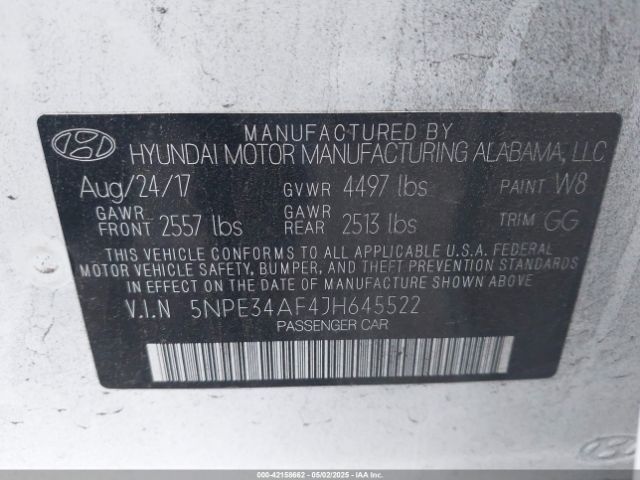 MANUFACTURED BY
HYUNDAI MOTOR MANUFACTURING ALABAMA, LLC
Aug/24/17 GVWR 4497 lbs PAINT W8
GAWR FRONT 2557 lbs GAWR REAR 2513 lbs TRIM GG
THIS VEHICLE CONFORMS TO ALL APPLICABLE U.S.A. FEDERAL
MOTOR VEHICLE SAFETY, BUMPER, AND THEFT PREVENTION
STANDARDS IN EFFECT ON THE DATE OF MANUFACTURE SHOWN ABOVE.
V.I.N 5NPE34AF4JH645522
PASSENGER CAR
000-42158662 - 05/02/2025 - IAAI.COM